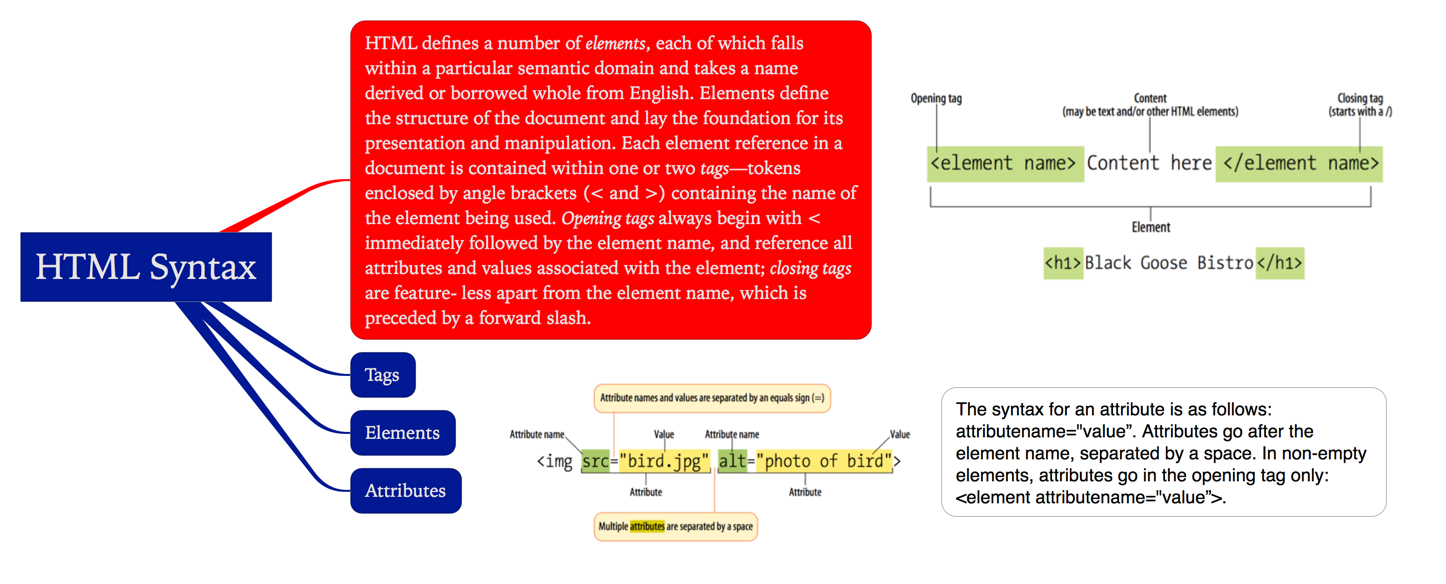 HTML Syntax
HTML defines a number of elements, each of which falls
within a particular semantic domain and takes a name
derived or borrowed whole from English. Elements define
the structure of the document and lay the foundation for its
presentation and manipulation. Each element reference in a
document is contained within one or two tags—tokens
enclosed by angle brackets (< and >) containing the name of
the element being used. Opening tags always begin with <
immediately followed by the element name, and reference all
attributes and values associated with the element; closing tags
are feature- less apart from the element name, which is
preceded by a forward slash.
Tags
Elements
Attributes
Opening tag
Content
(may be text and/or other HTML elements)
Closing tag
(starts with a /)
<element name> Content here </element name>
Element
<h1>Black Goose Bistro</h1>
Attribute names and values are separated by an equals sign (=)
Attribute name
Value
Attribute name
Value
<img src="bird.jpg" alt="photo of bird">
Attribute
Attribute
Multiple attributes are separated by a space
The syntax for an attribute is as follows:
attributename="value”. Attributes go after the
element name, separated by a space. In non-empty
elements, attributes go in the opening tag only:
<element attributename="value”>.